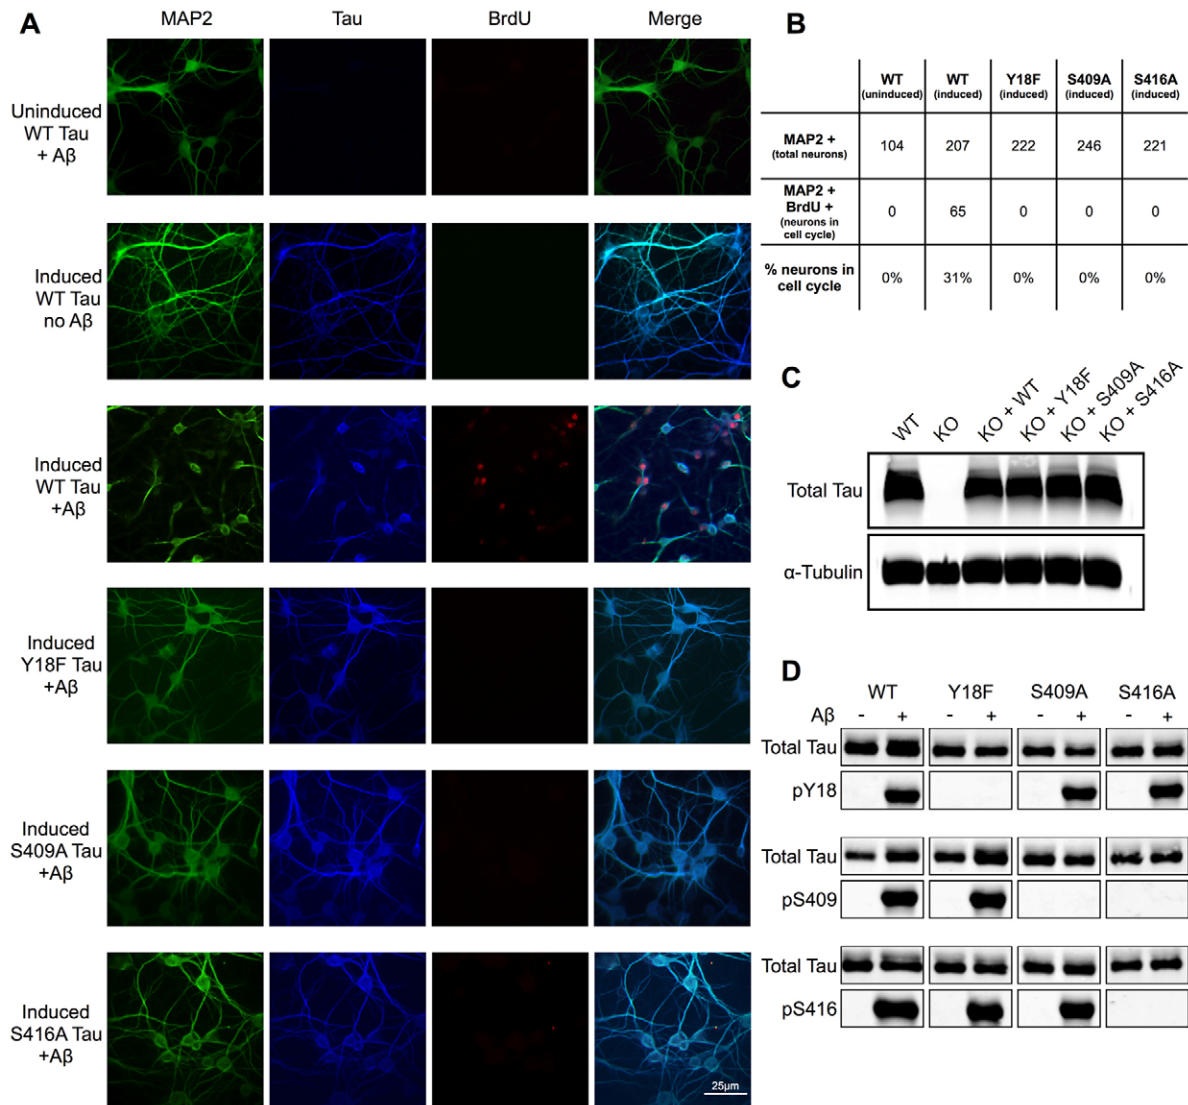 A
MAP2 Tau BrdU Merge
Uninduced
WT Tau
+ Aβ
Induced
WT Tau
no Aβ
Induced
WT Tau
+Aβ
Induced
Y18F Tau
+Aβ
Induced
S409A Tau
+Aβ
Induced
S416A Tau
+Aβ
25μm
B
WT WT Y18F S409A S416A
(uninduced) (induced) (induced) (induced) (induced)
MAP2 +
(total neurons)
104 207 222 246 221
MAP2 +
BrdU +
(neurons in
cell cycle)
0 65 0 0 0
% neurons in
cell cycle
0% 31% 0% 0% 0%
C
WT KO KO + WT KO + Y18F KO + S409A KO + S416A
Total Tau
α-Tubulin
D
WT Y18F S409A S416A
Aβ - + - + - + - +
Total Tau
pY18
Total Tau
pS409
Total Tau
pS416